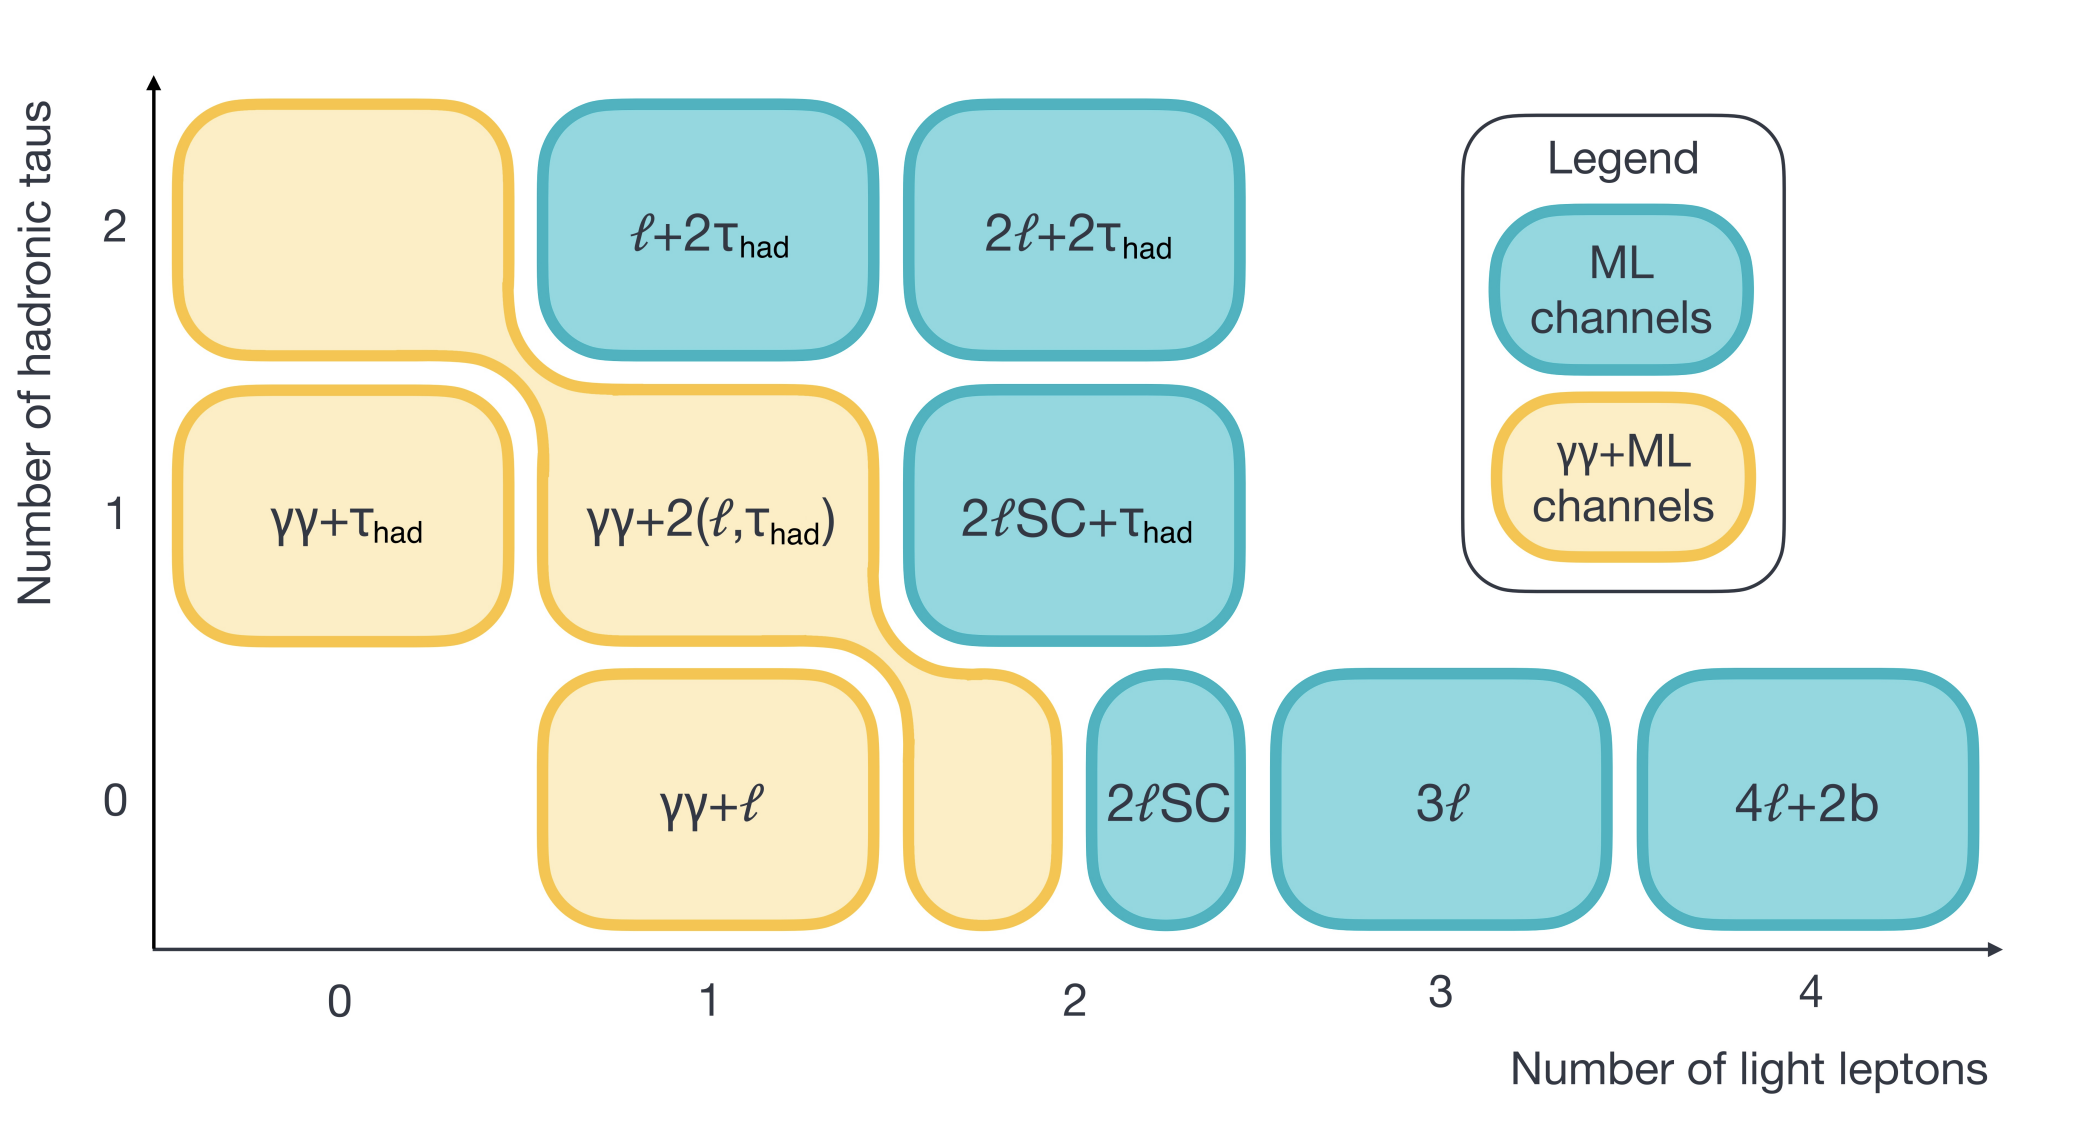 Number of hadronic taus
2
1
0
ℓ+2τhad
2ℓ+2τhad
γγ+τhad
γγ+2(ℓ,τhad)
2ℓSC+τhad
γγ+ℓ
2ℓSC
3ℓ
4ℓ+2b
Legend
ML
channels
γγ+ML
channels
0
1
2
3
4
Number of light leptons